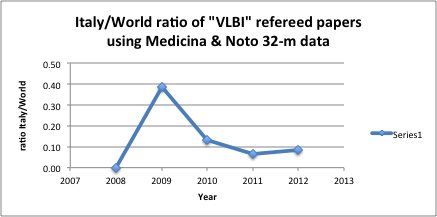 Italy/World ratio of "VLBI" refereed papers
using Medicina & Noto 32-m data
ratio Italy/World
0.50
0.40
0.30
0.20
0.10
0.00
2007 2008 2009 2010 2011 2012 2013
Year
Series1